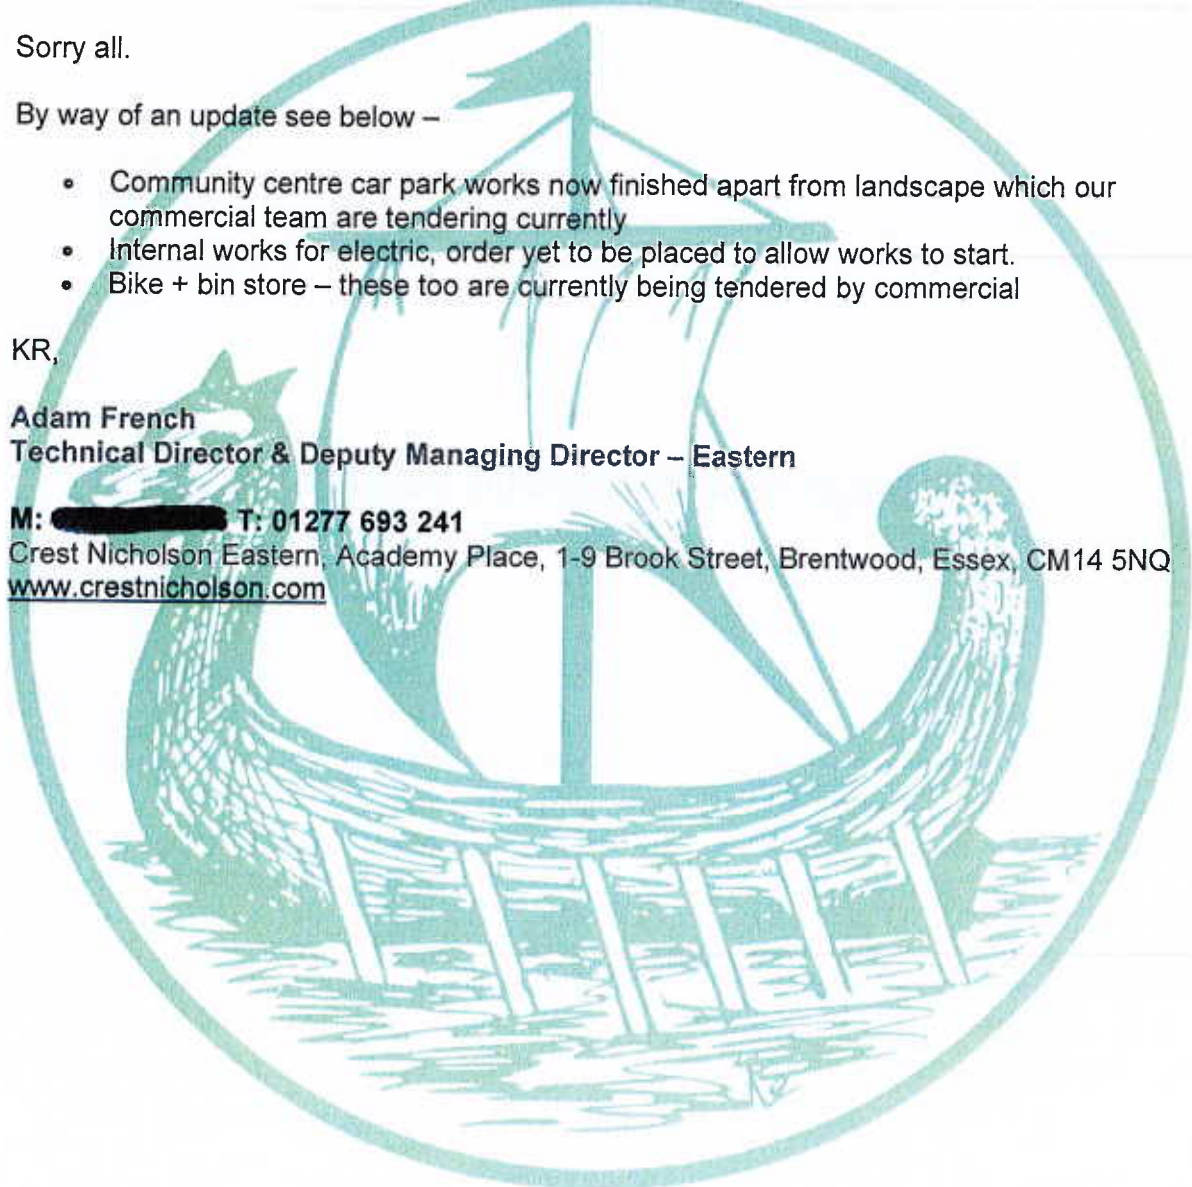 Sorry all.
By way of an update see below –
• Community centre car park works now finished apart from landscape which our
commercial team are tendering currently
• Internal works for electric, order yet to be placed to allow works to start.
• Bike + bin store – these too are currently being tendered by commercial
KR,
Adam French
Technical Director & Deputy Managing Director – Eastern
M: T: 01277 693 241
Crest Nicholson Eastern, Academy Place, 1-9 Brook Street, Brentwood, Essex, CM14 5NQ
www.crestnicholson.com